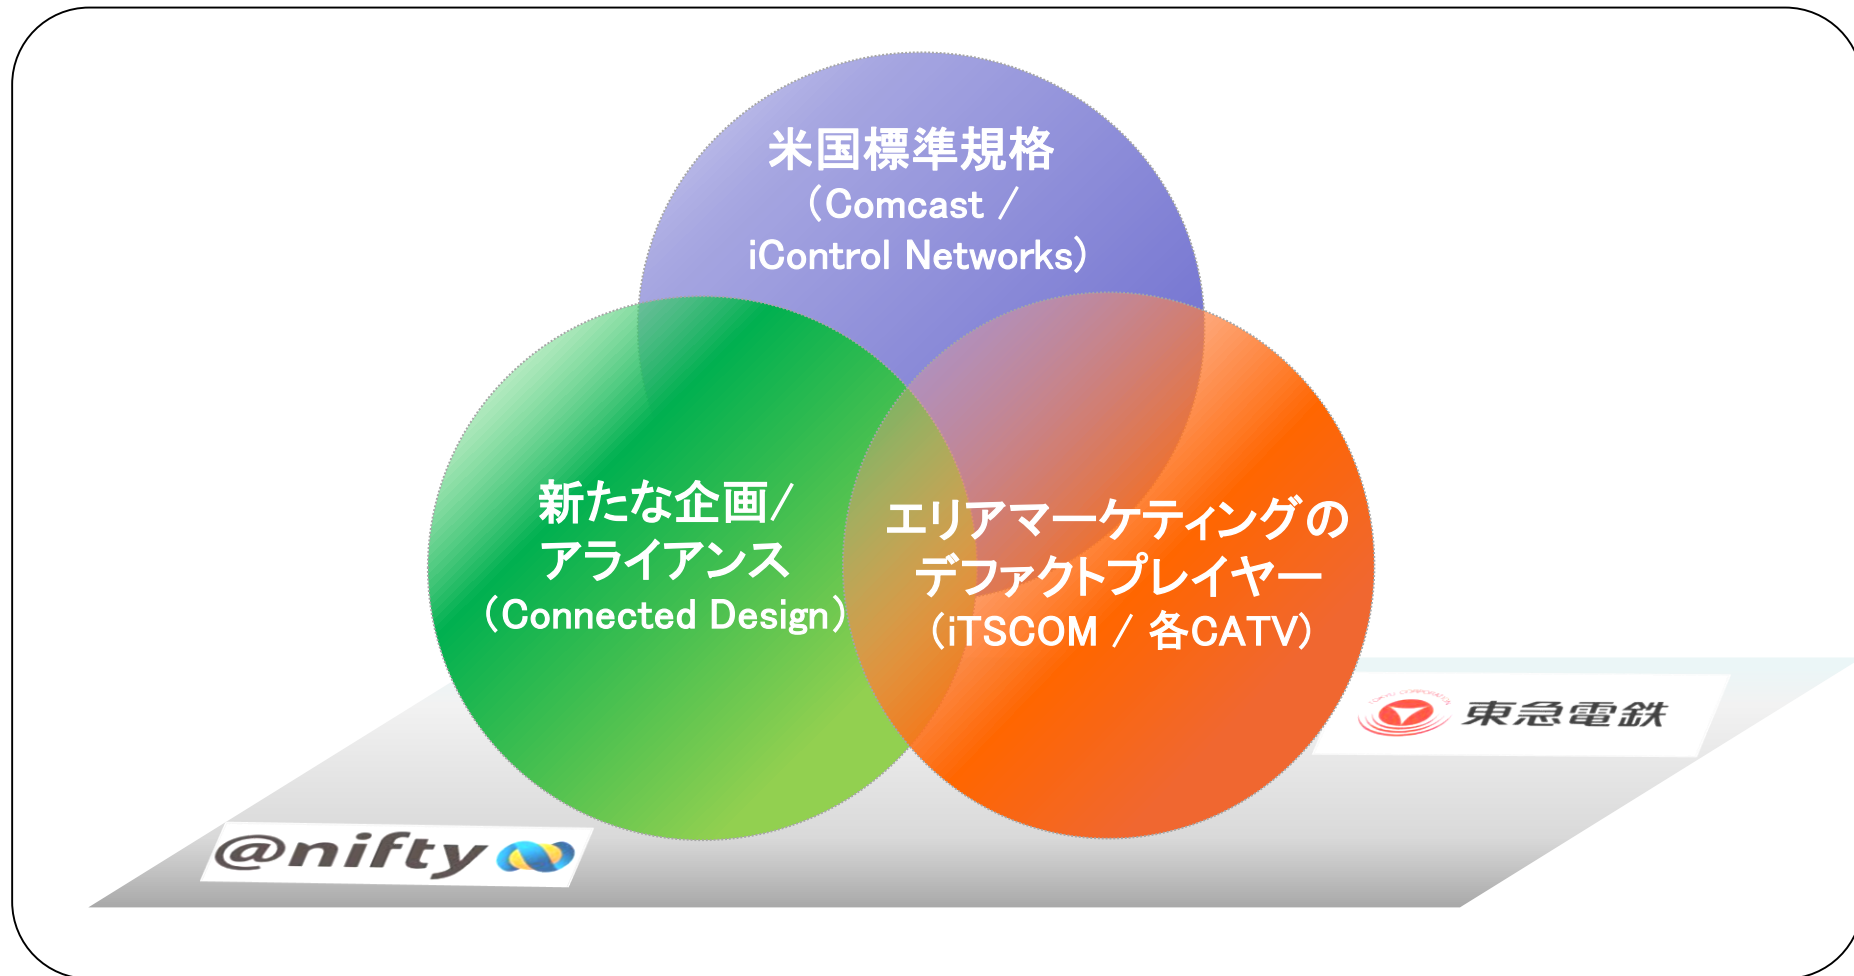 米国標準規格
（Comcast /
iControl Networks）
新たな企画/
アライアンス
（Connected Design）
エリアマーケティングの
デファクトプレイヤー
（iTSCOM / 各CATV）
TOKYU CORPORATION
東急電鉄
@nifty